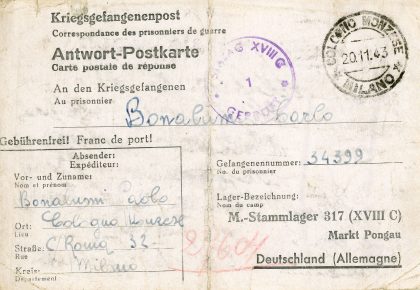 Kriegsgefangenenpost
Correspondance des prisonniers de guerre
Antwort-Postkarte
Carte postale de réponse
An den Kriegsgefangenen
Au prisonnier
XVIII C
1
GEPRÜFT
COLOGNO MONZESE
20.11.43
MILANO
Bonalumi Carlo
Gebührenfrei! Franc de port!
Absender:
Expéditeur:
Vor- und Zuname:
Nom et prénom
Bonalumi
Ort:
Lieu
Cologno Monzese
Straße:
Rue
32
Kreis:
Département
Milano
Gefangenennummer: 34399
No. du prisonnier
Lager-Bezeichnung:
Nom du camp
M.-Stammlager 317 (XVIII C)
Markt Pongau
Deutschland (Allemagne)